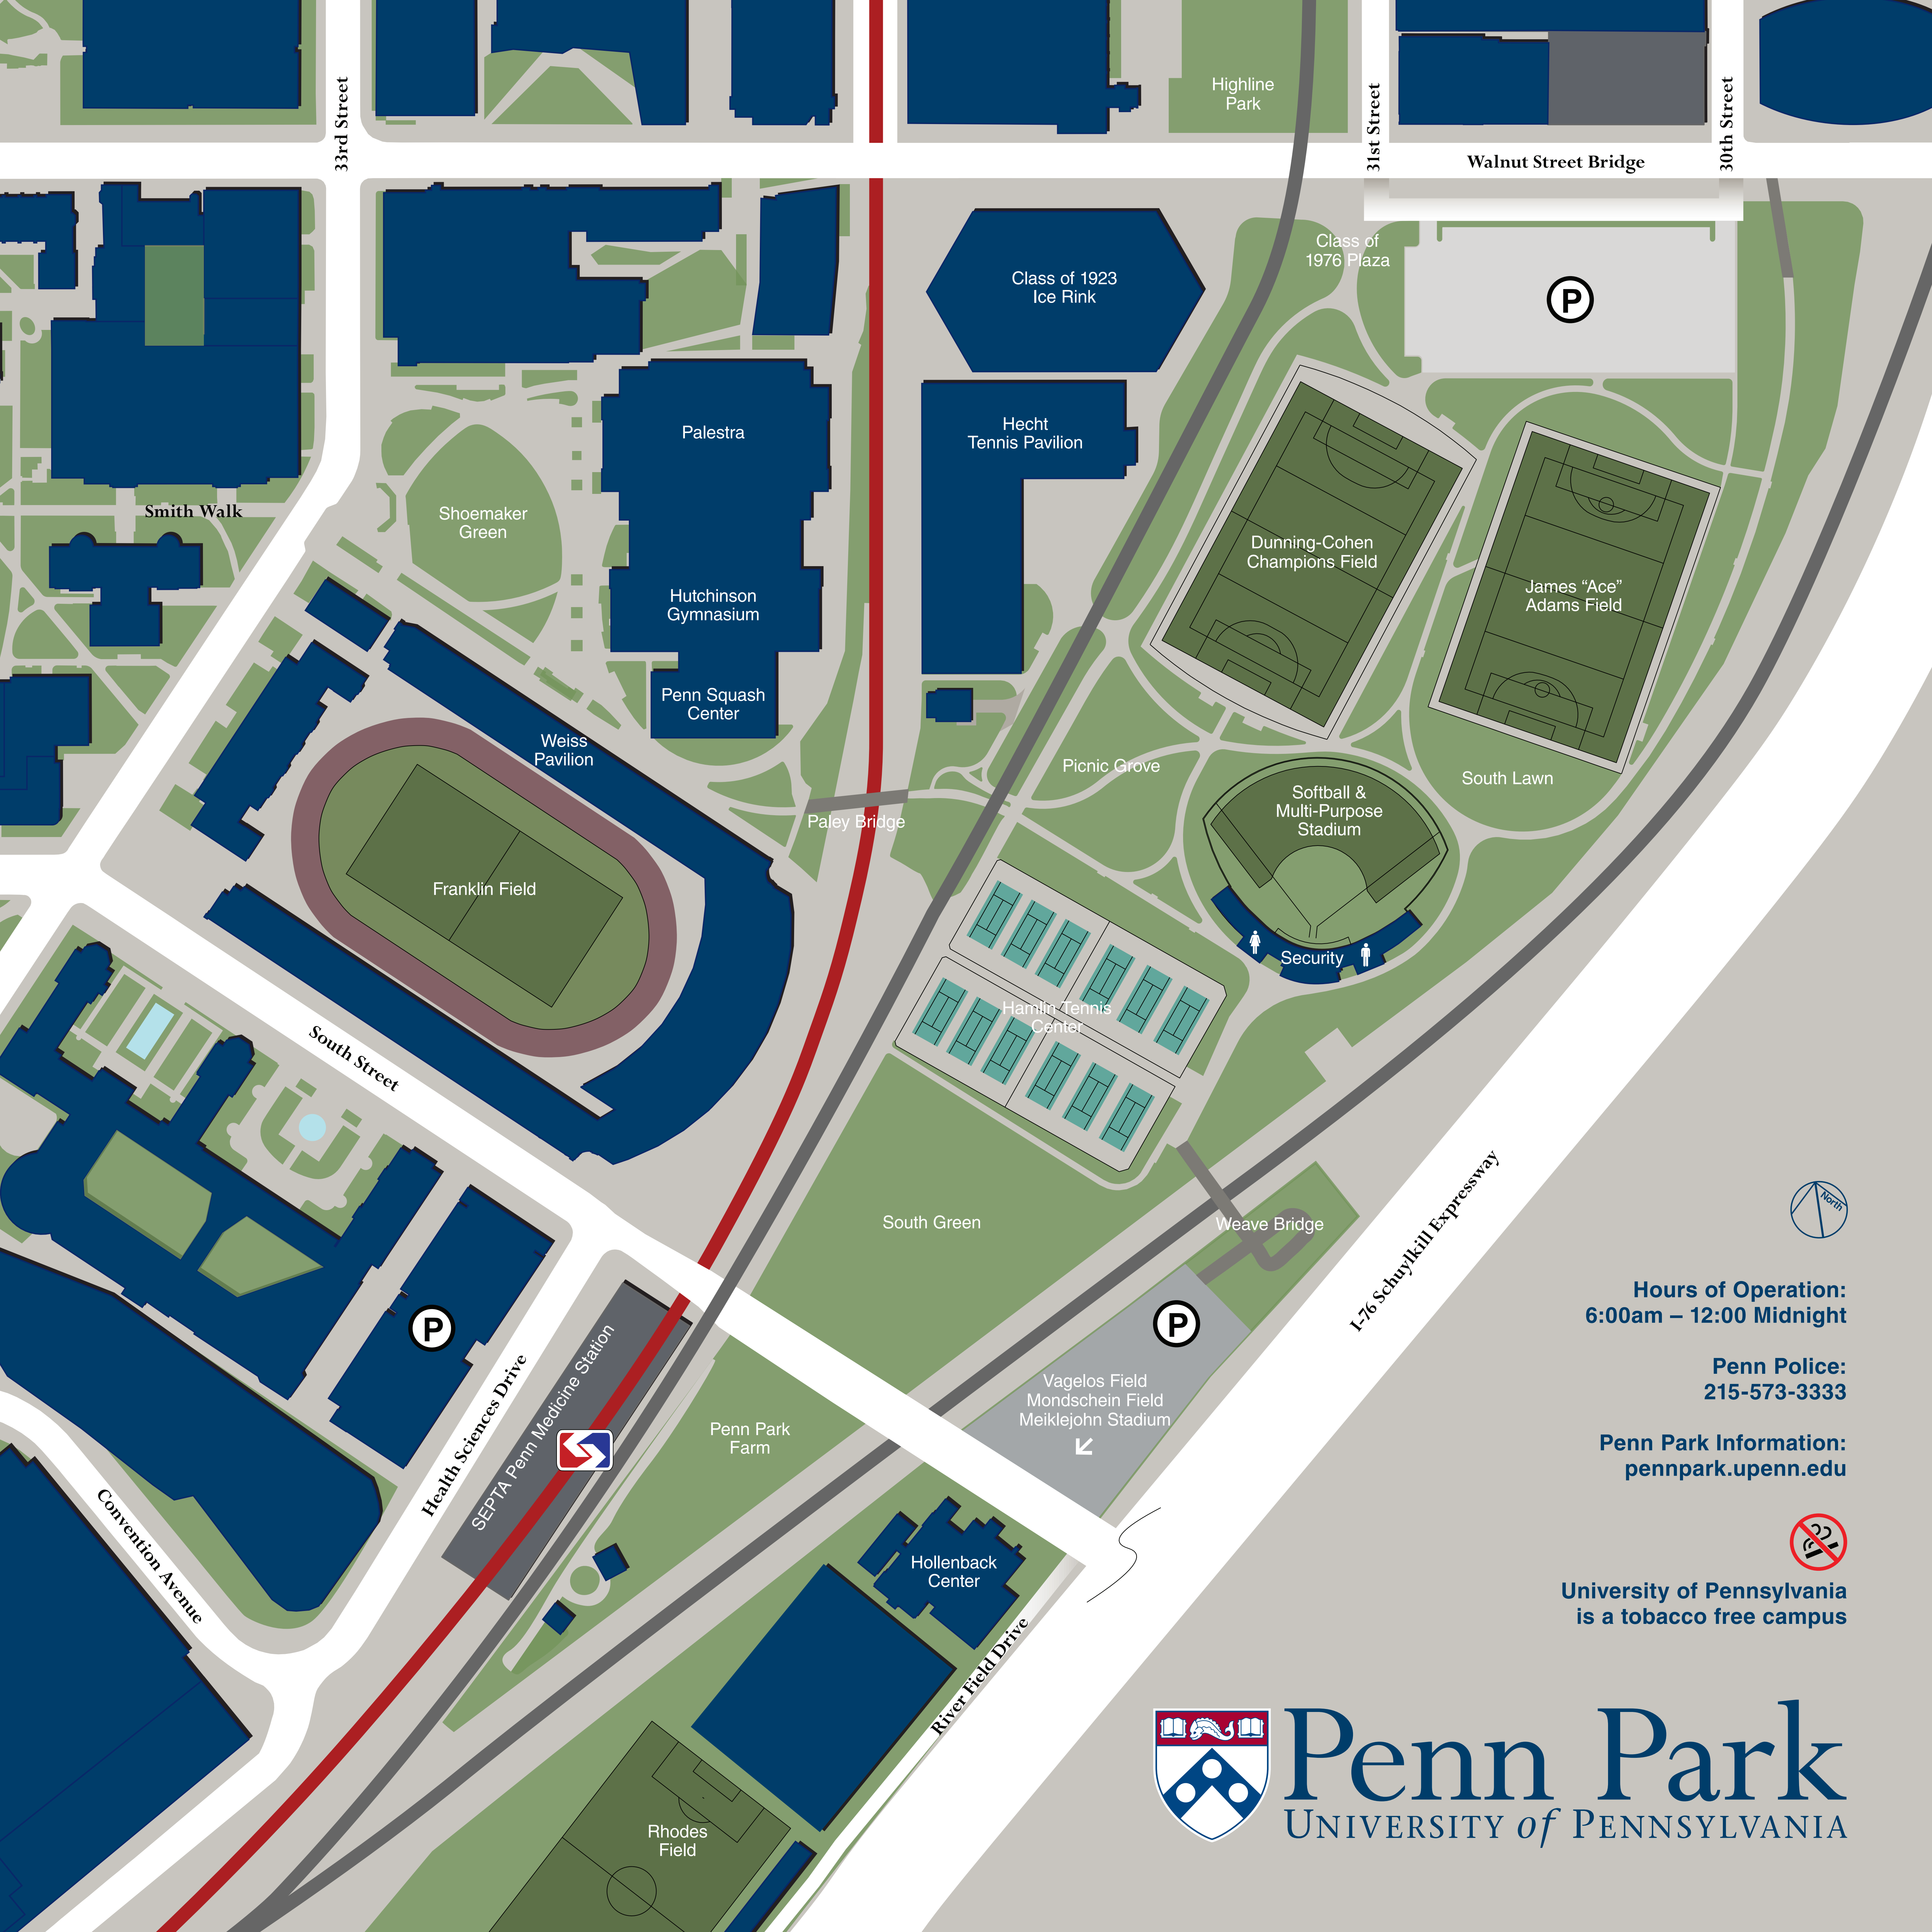 Highline
Park
33rd Street
31st Street
30th Street
Walnut Street Bridge
Class of
1976 Plaza
P
Class of 1923
Ice Rink
Palestra
Hecht
Tennis Pavilion
Smith Walk
Shoemaker
Green
Dunning-Cohen
Champions Field
James “Ace”
Adams Field
Hutchinson
Gymnasium
Penn Squash
Center
Weiss
Pavilion
Picnic Grove
South Lawn
Softball &
Multi-Purpose
Stadium
Paley Bridge
Franklin Field
Security
Hamlin Tennis
Center
South Street
South Green
Weave Bridge
I-76 Schuylkill Expressway
North
P
P
Vagelos Field
Mondschein Field
Meiklejohn Stadium
Health Sciences Drive
SEPTA Penn Medicine Station
Penn Park
Farm
Convention Avenue
Hollenback
Center
River Field Drive
Rhodes
Field
Hours of Operation:
6:00am – 12:00 Midnight
Penn Police:
215-573-3333
Penn Park Information:
pennpark.upenn.edu
University of Pennsylvania
is a tobacco free campus
Penn Park
University of Pennsylvania